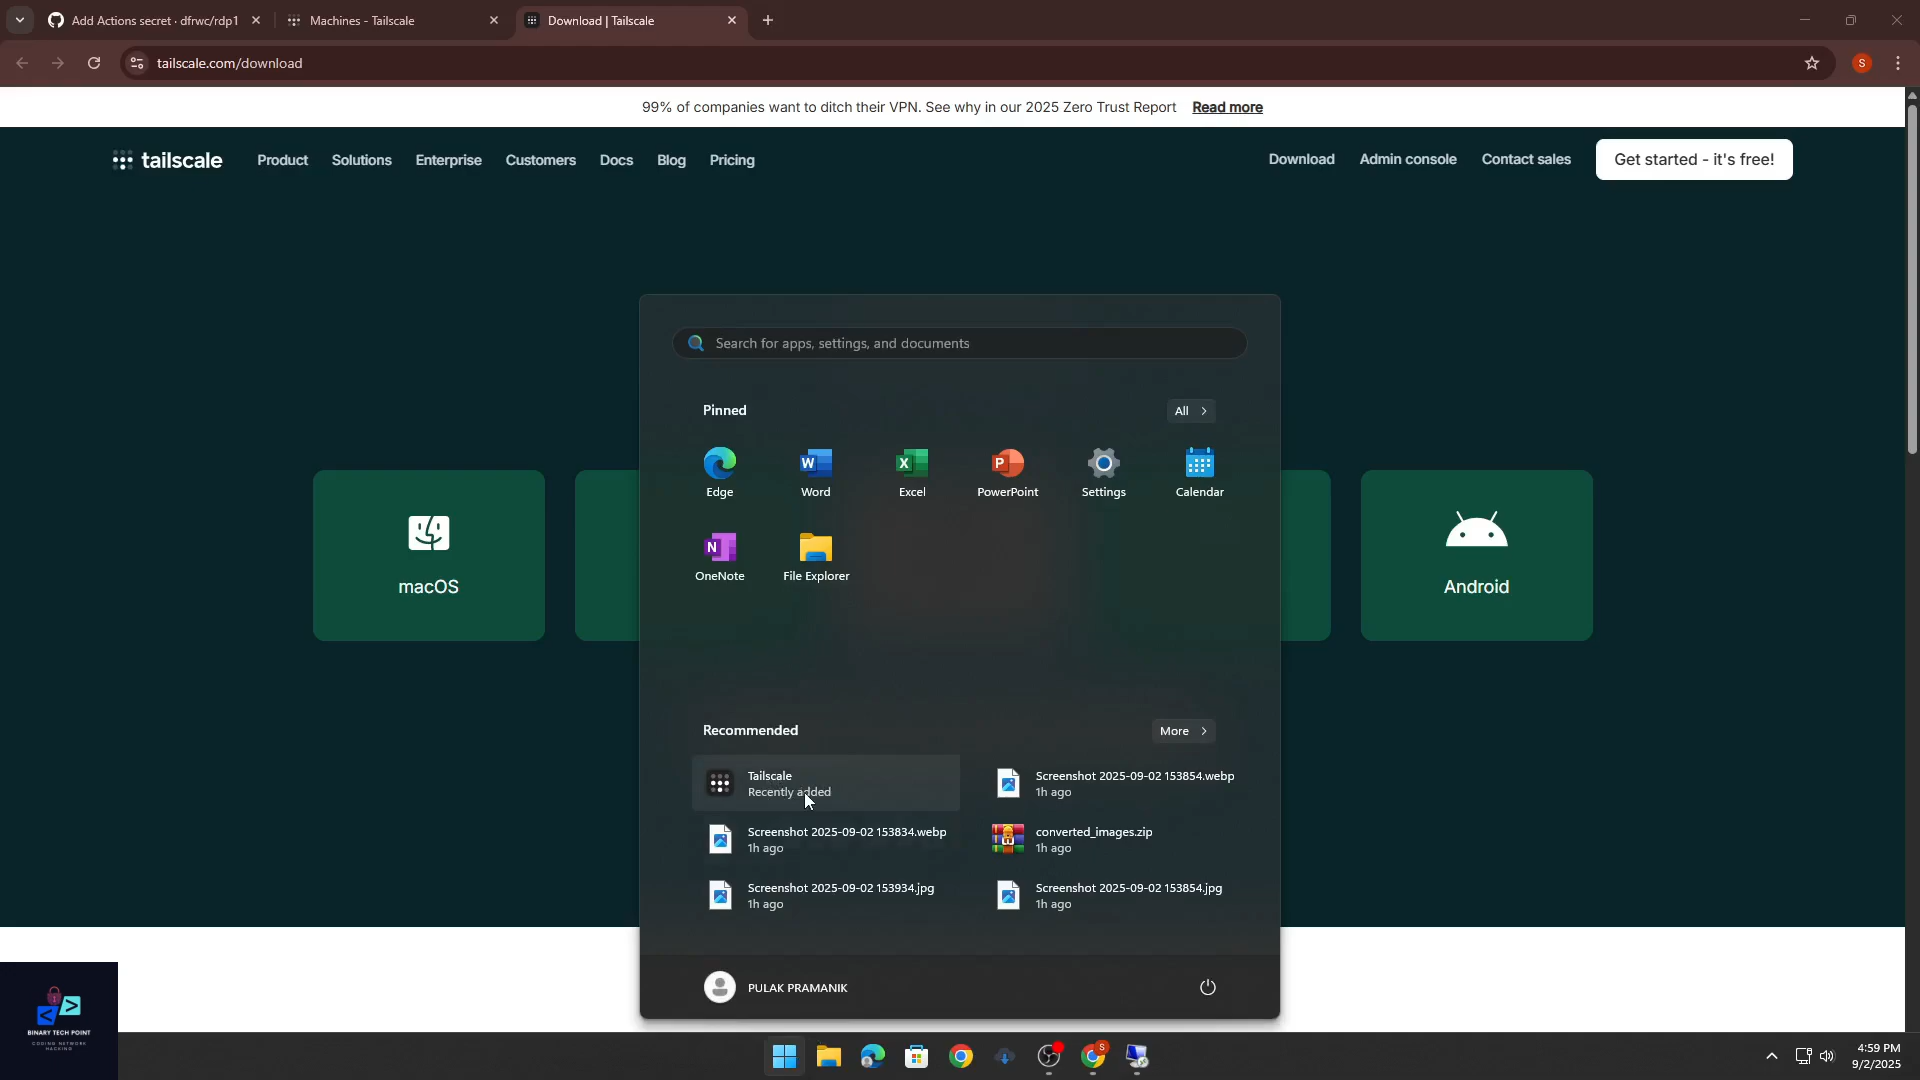 Add Actions secret · dfrwc/rdp1
Machines - Tailscale
Download | Tailscale
tailscale.com/download
S
99% of companies want to ditch their VPN. See why in our 2025 Zero Trust Report Read more
tailscale
Product
Solutions
Enterprise
Customers
Docs
Blog
Pricing
Download
Admin console
Contact sales
Get started - it's free!
macOS
Android
Search for apps, settings, and documents
Pinned
All
Edge
Word
Excel
PowerPoint
Settings
Calendar
OneNote
File Explorer
Recommended
More
Tailscale
Recently added
Screenshot 2025-09-02 153854.webp
1h ago
Screenshot 2025-09-02 153834.webp
1h ago
converted_images.zip
1h ago
Screenshot 2025-09-02 153934.jpg
1h ago
Screenshot 2025-09-02 153854.jpg
1h ago
PULAK PRAMANIK
BINARY TECH POINT
CODING NETWORK
HACKING
4:59 PM
9/2/2025